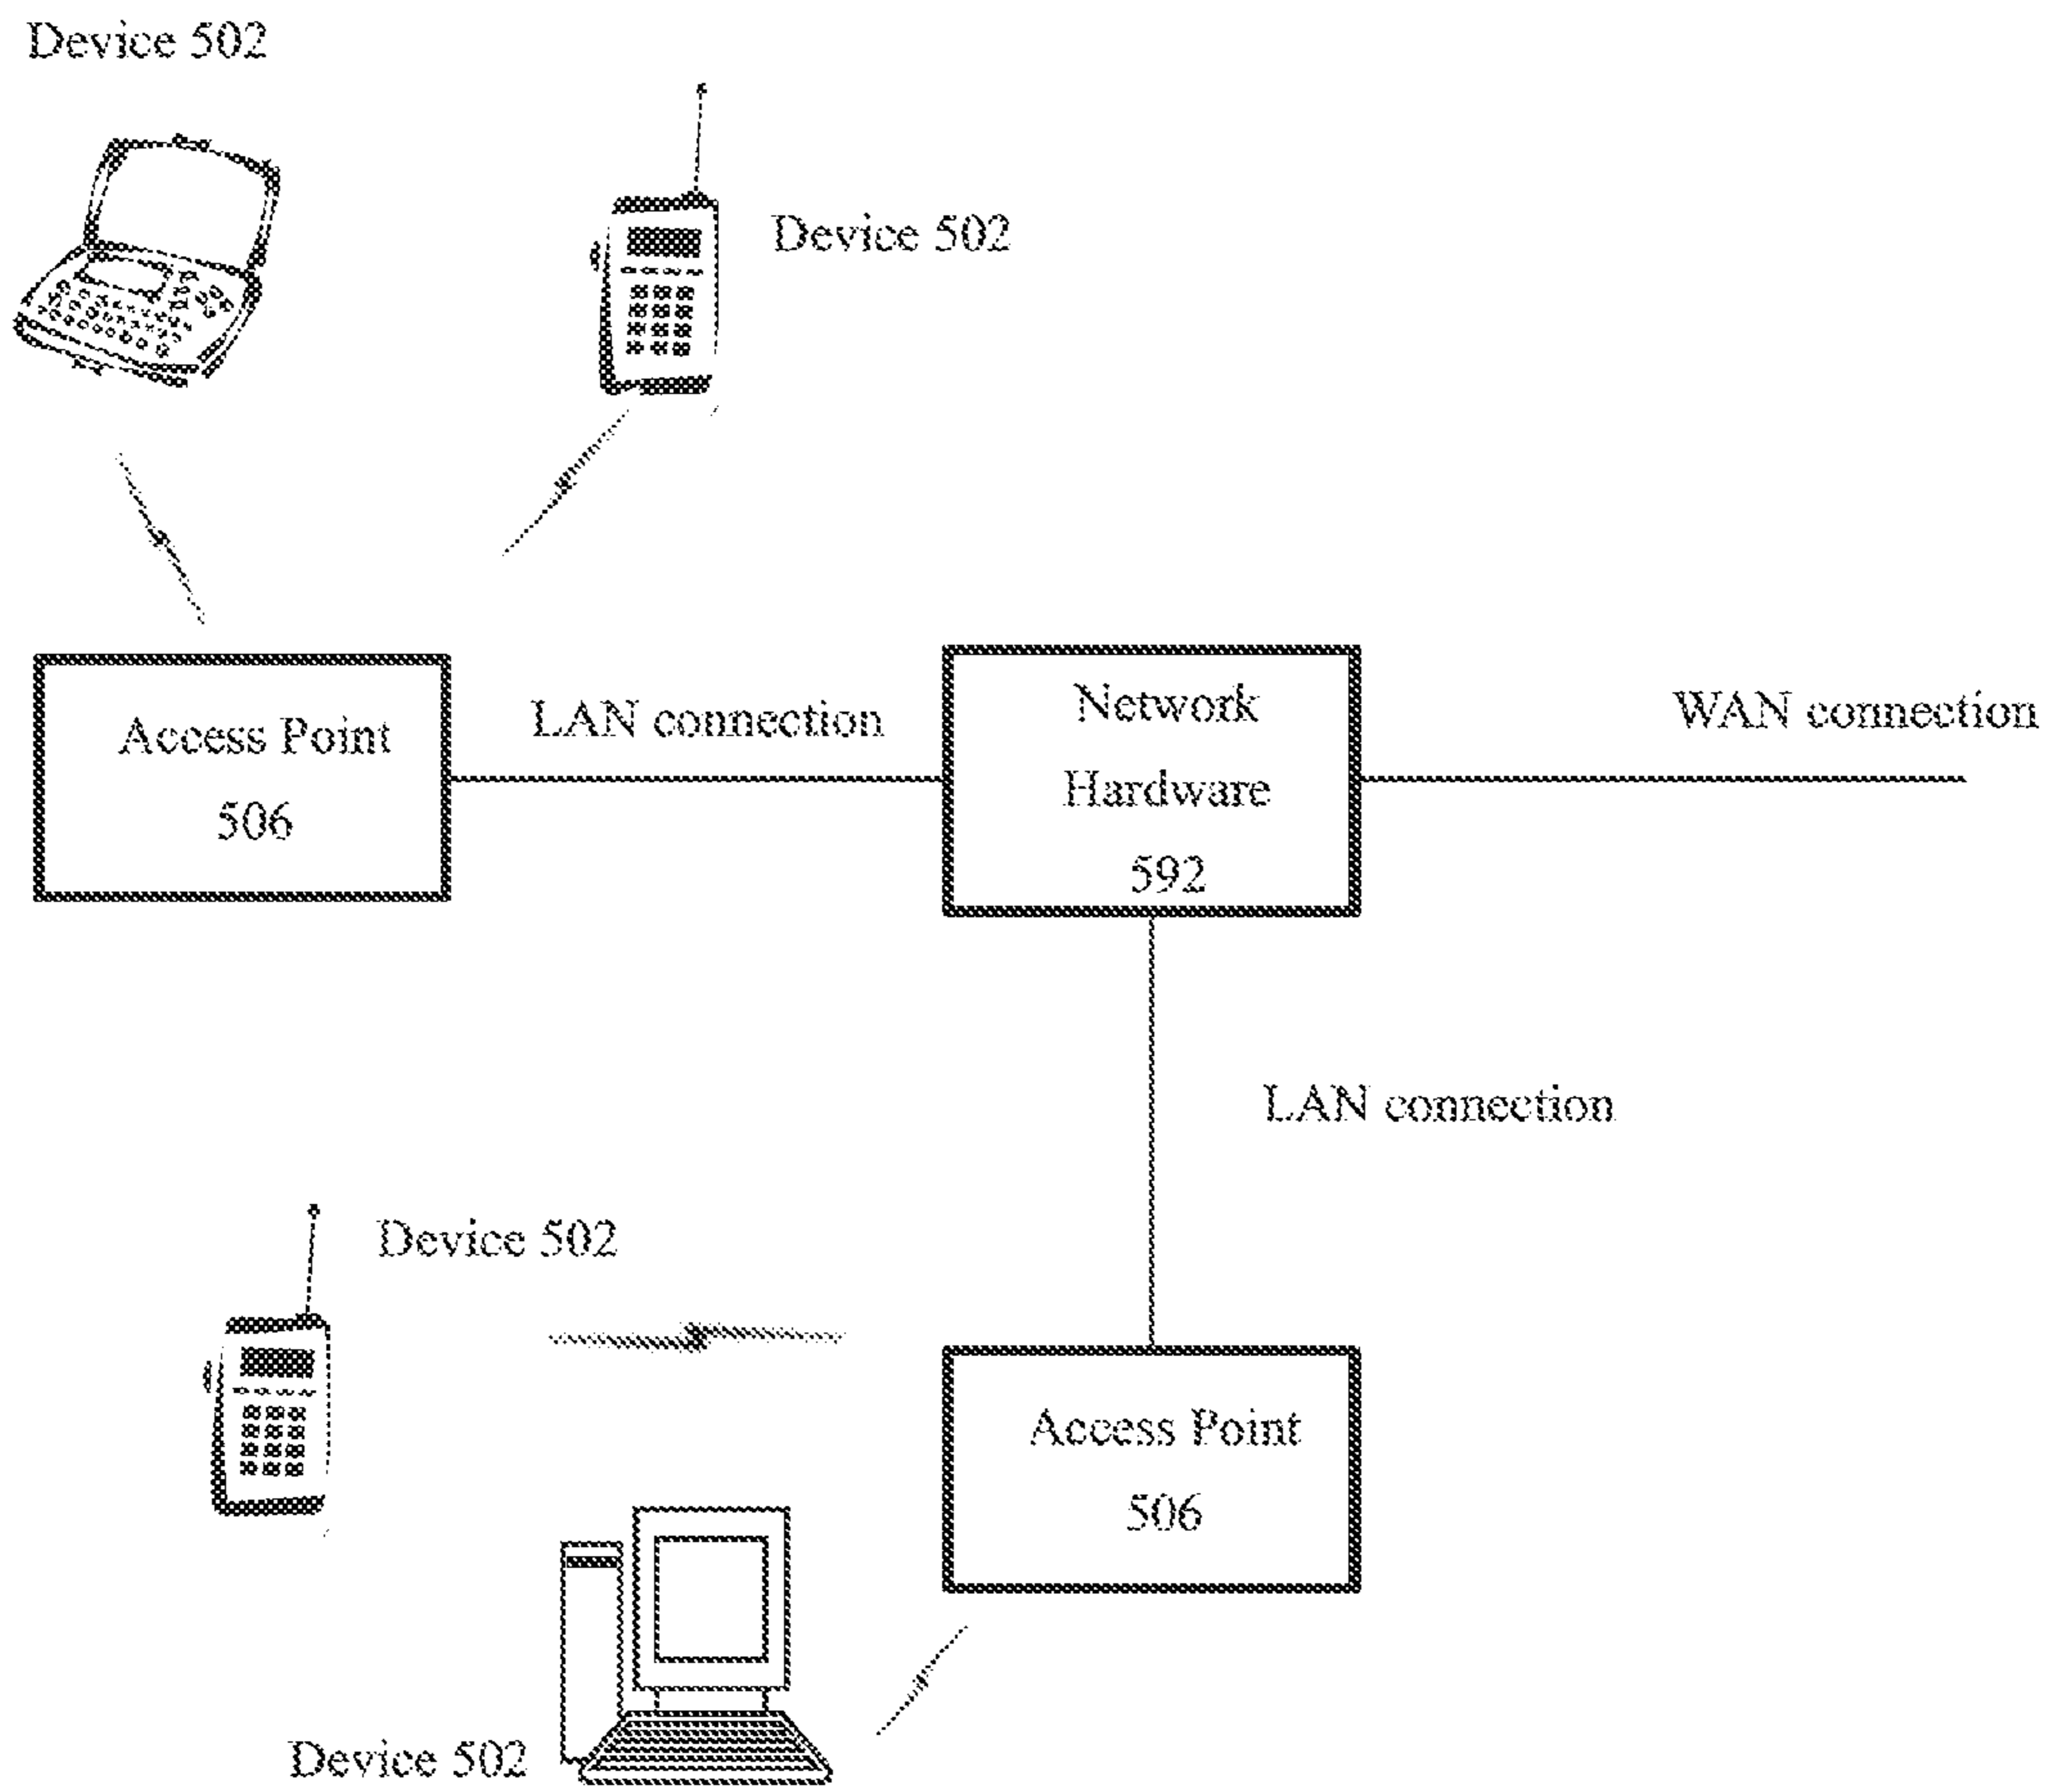 Device 502
Device 502
Access Point
506
LAN connection
Network
Hardware
592
WAN connection
LAN connection
Device 502
Access Point
506
Device 502